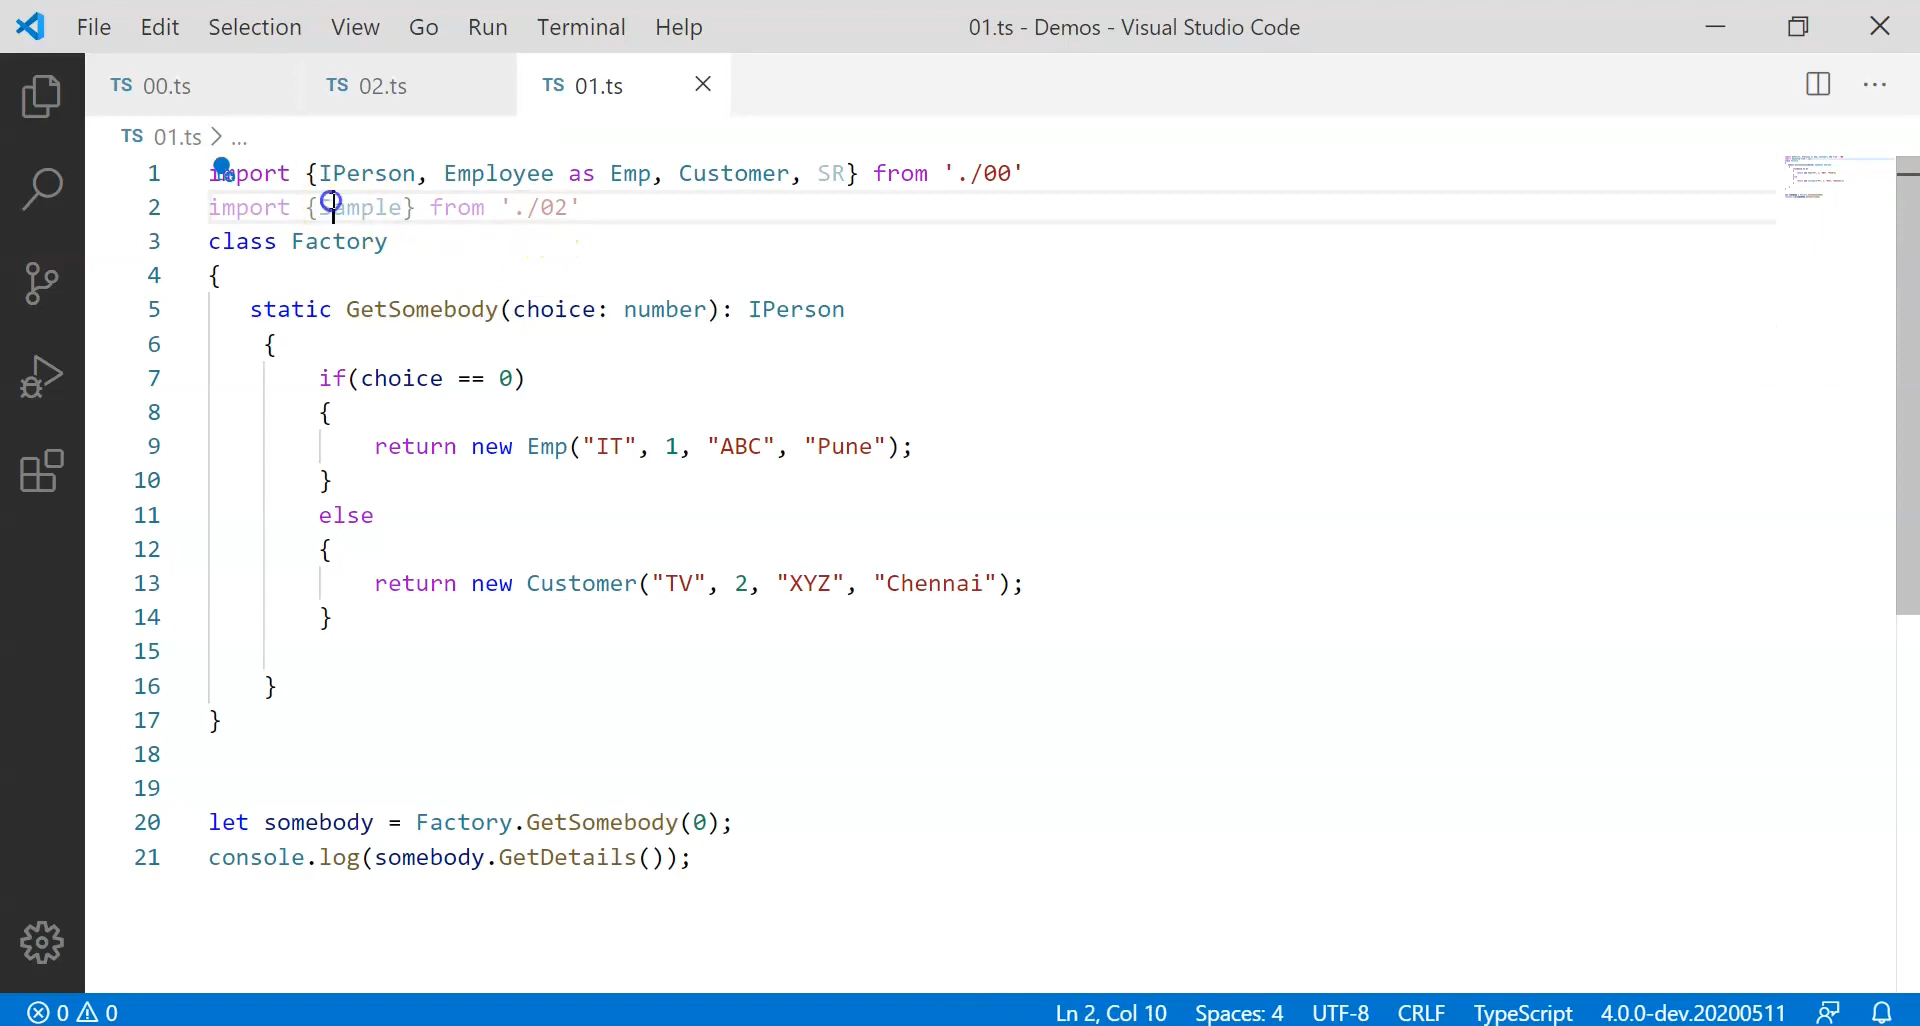 File Edit Selection View Go Run Terminal Help 01.ts - Demos - Visual Studio Code
TS 00.ts TS 02.ts TS 01.ts
TS 01.ts > ...
1 import {IPerson, Employee as Emp, Customer, SR} from './00'
2 import {Sample} from './02'
3 class Factory
4 {
5 static GetSomebody(choice: number): IPerson
6 {
7 if(choice == 0)
8 {
9 return new Emp("IT", 1, "ABC", "Pune");
10 }
11 else
12 {
13 return new Customer("TV", 2, "XYZ", "Chennai");
14 }
15
16 }
17 }
18
19
20 let somebody = Factory.GetSomebody(0);
21 console.log(somebody.GetDetails());
0 0 Ln 2, Col 10 Spaces: 4 UTF-8 CRLF TypeScript 4.0.0-dev.20200511